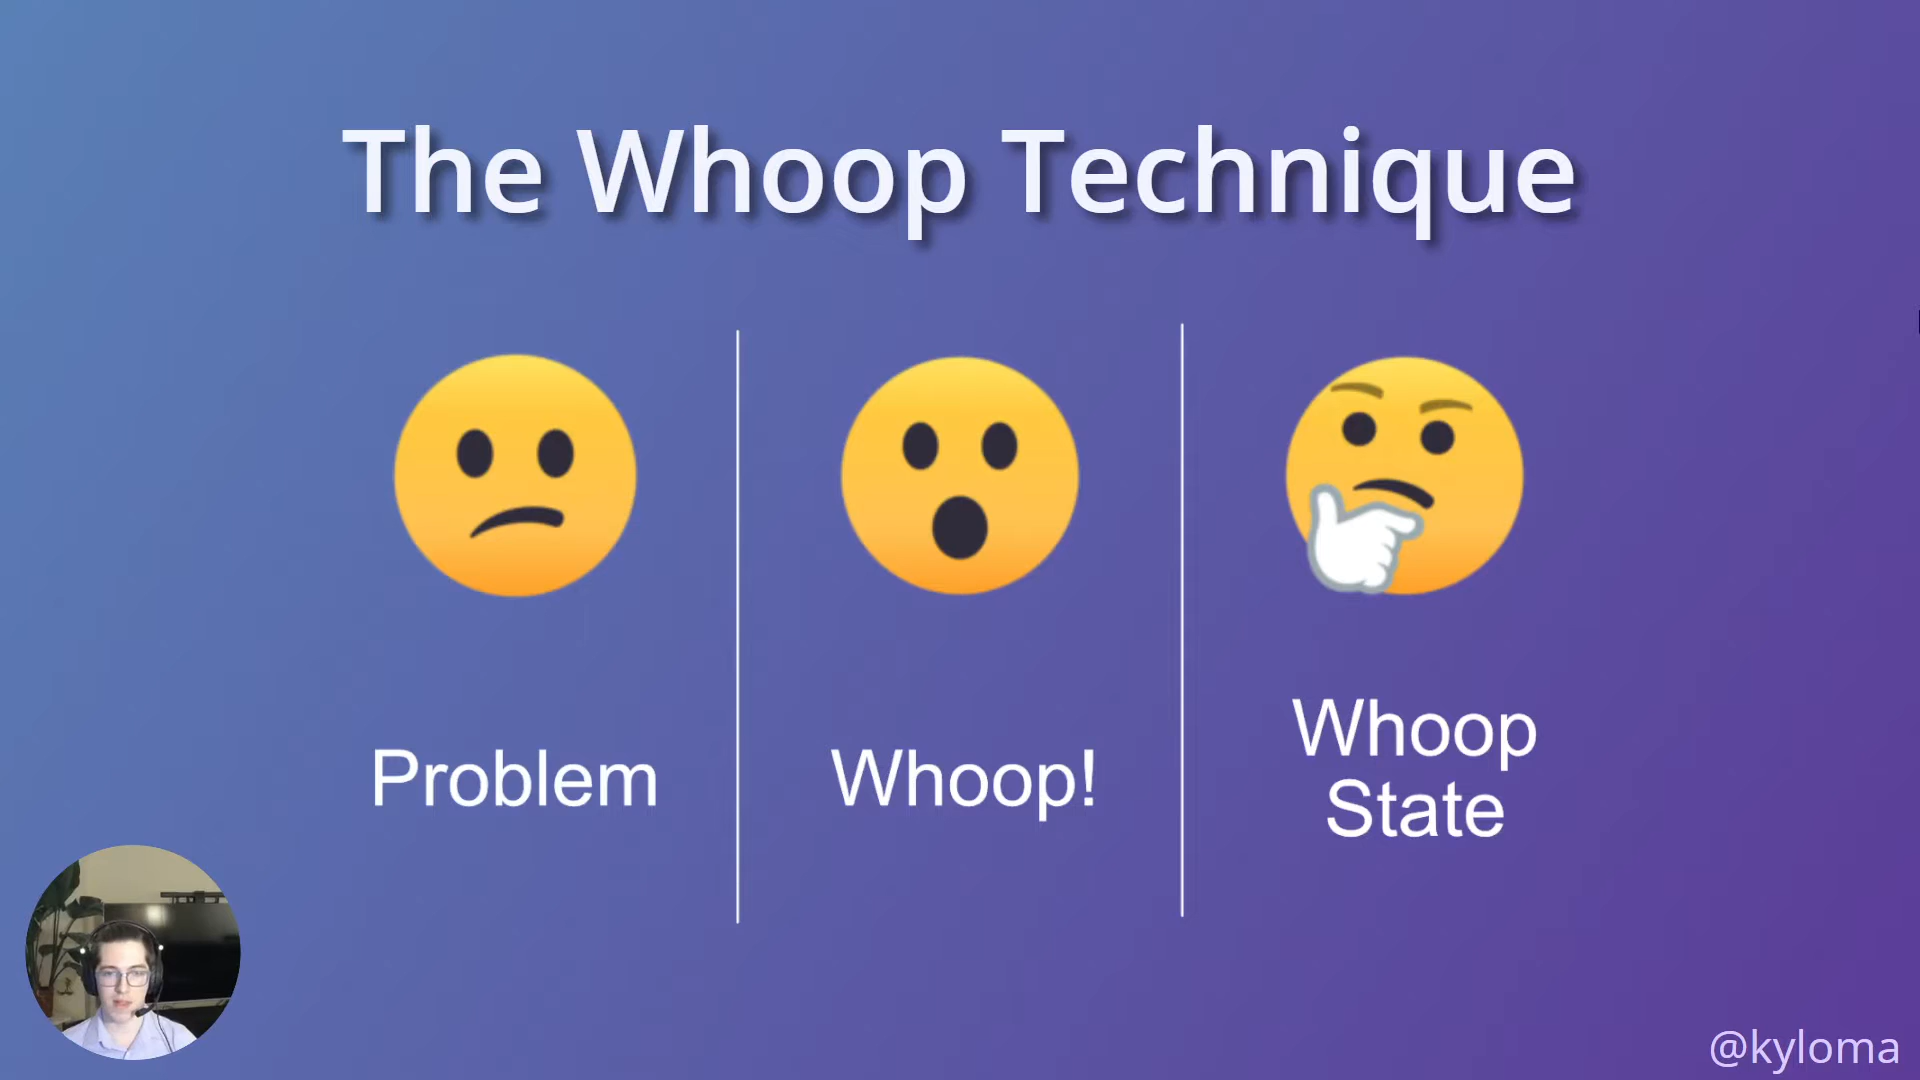 The Whoop Technique
Problem
Whoop!
Whoop
State
@kyloma